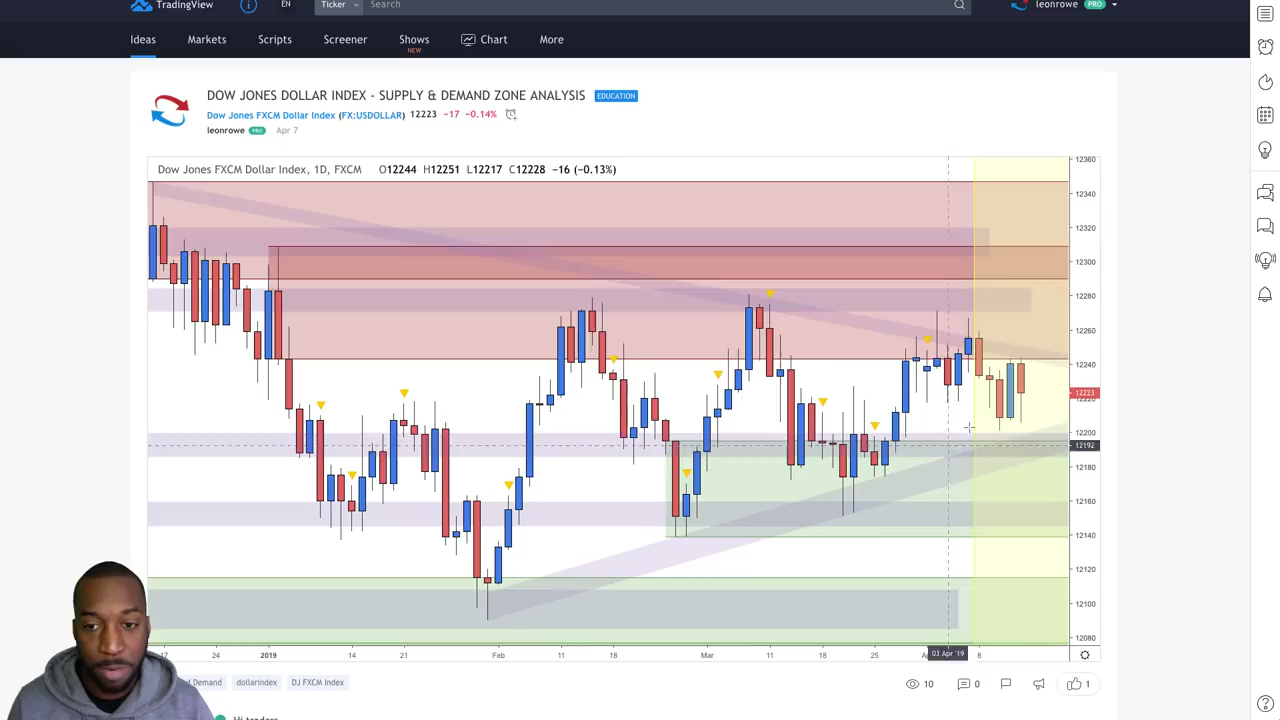 TradingView
EN
Ticker
Search
leonrowe PRO
Ideas
Markets
Scripts
Screener
Shows
NEW
Chart
More
DOW JONES DOLLAR INDEX - SUPPLY & DEMAND ZONE ANALYSIS EDUCATION
Dow Jones FXCM Dollar Index (FX:USDOLLAR) 12223 −17 −0.14%
leonrowe PRO Apr 7
Dow Jones FXCM Dollar Index, 1D, FXCM O12244 H12251 L12217 C12228 −16 (−0.13%)
12360
12340
12320
12300
12280
12260
12240
12223
12200
12192
12180
12160
12140
12120
12100
12080
17 24 2019 14 21 Feb 11 18 Mar 11 18 25 03 Apr '19 8
Demand
dollarindex
DJ FXCM Index
10
0
1
Hi traders